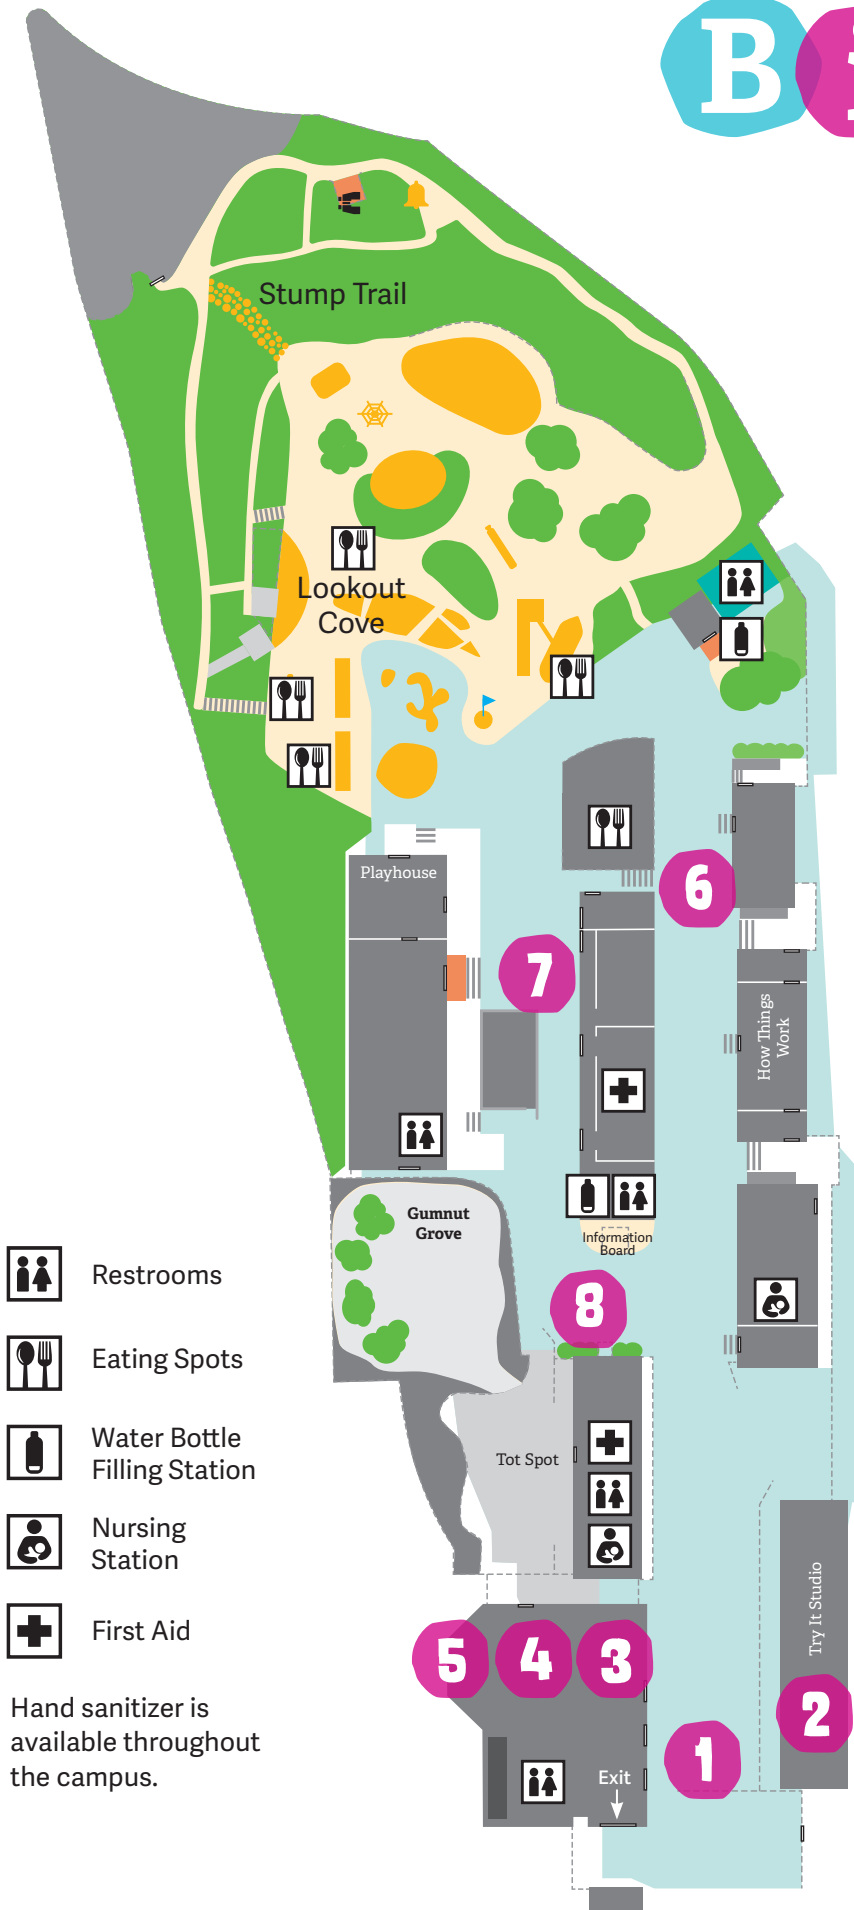 B
Stump Trail
Lookout
Cove
Playhouse
6
7
How Things
Work
Gumnut
Grove
Information
Board
8
Restrooms
Eating Spots
Water Bottle
Filling Station
Nursing
Station
First Aid
Hand sanitizer is
available throughout
the campus.
Tot Spot
Try It Studio
5
4
3
2
1
Exit